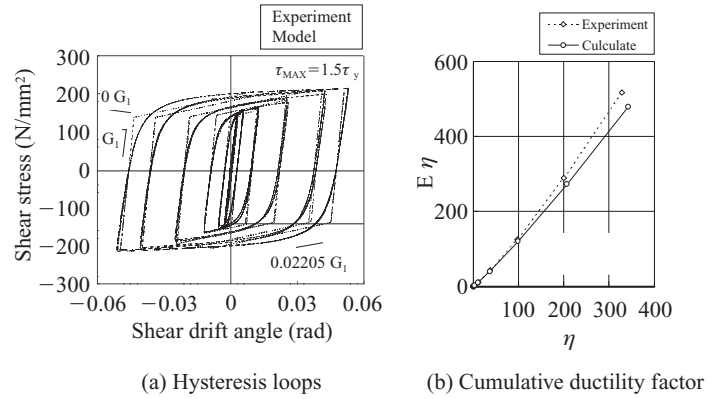 Experiment
Model
τMAX=1.5τ y
0 G1
G1
0.02205 G1
300
200
100
0
−100
−200
−300
Shear stress (N/mm²)
−0.06
−0.03
0
0.03
0.06
Shear drift angle (rad)
(a) Hysteresis loops
Experiment
Culculate
600
400
200
0
E η
100
200
300
400
η
(b) Cumulative ductility factor